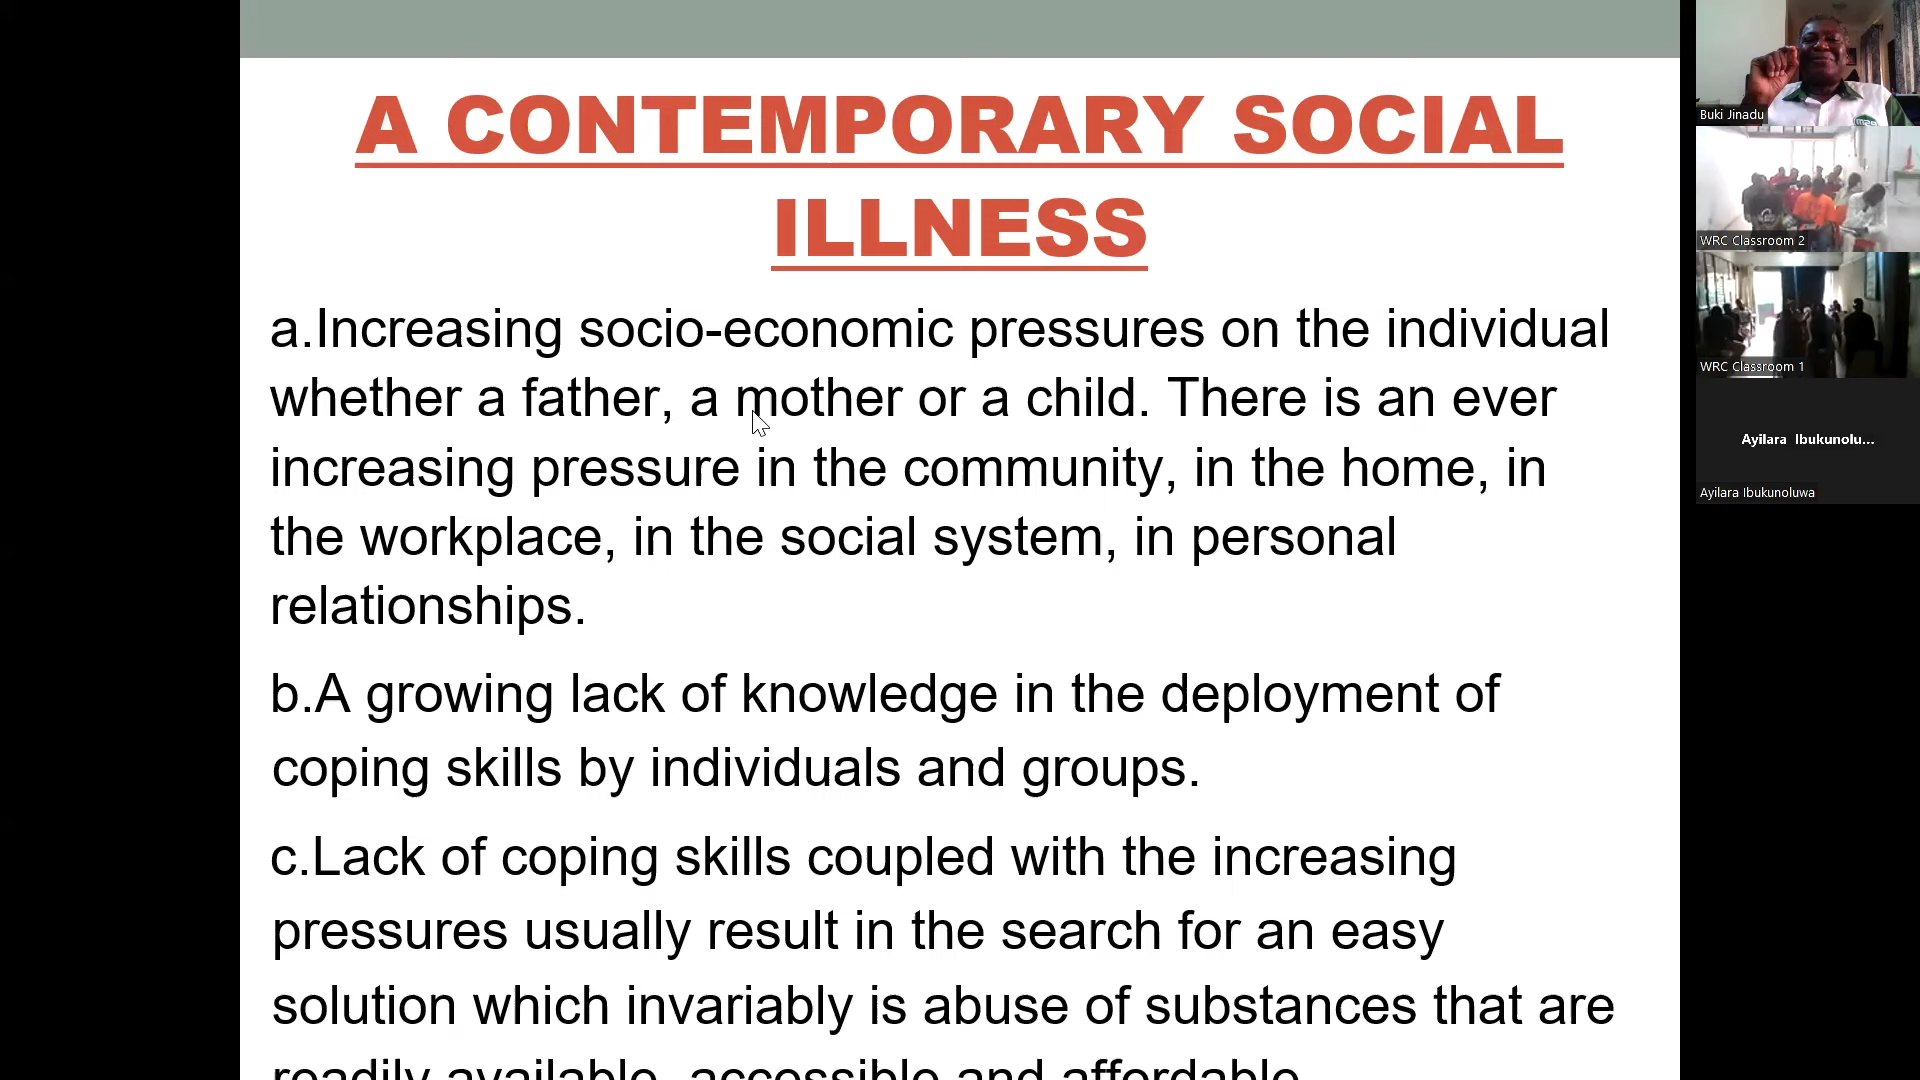 A CONTEMPORARY SOCIAL
ILLNESS
a.Increasing socio-economic pressures on the individual
whether a father, a mother or a child. There is an ever
increasing pressure in the community, in the home, in
the workplace, in the social system, in personal
relationships.
b.A growing lack of knowledge in the deployment of
coping skills by individuals and groups.
c.Lack of coping skills coupled with the increasing
pressures usually result in the search for an easy
solution which invariably is abuse of substances that are
readily available, accessible and affordable
Buki Jinadu
WRC Classroom 2
WRC Classroom 1
Ayilara Ibukunolu...
Ayilara Ibukunoluwa